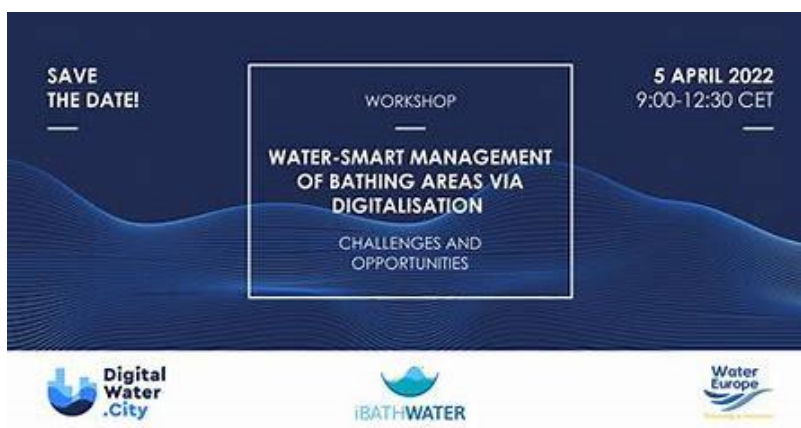 SAVE
THE DATE!
WORKSHOP
WATER-SMART MANAGEMENT
OF BATHING AREAS VIA
DIGITALISATION
CHALLENGES AND
OPPORTUNITIES
5 APRIL 2022
9:00-12:30 CET
Digital
Water
.City
iBATHWATER
Water
Europe